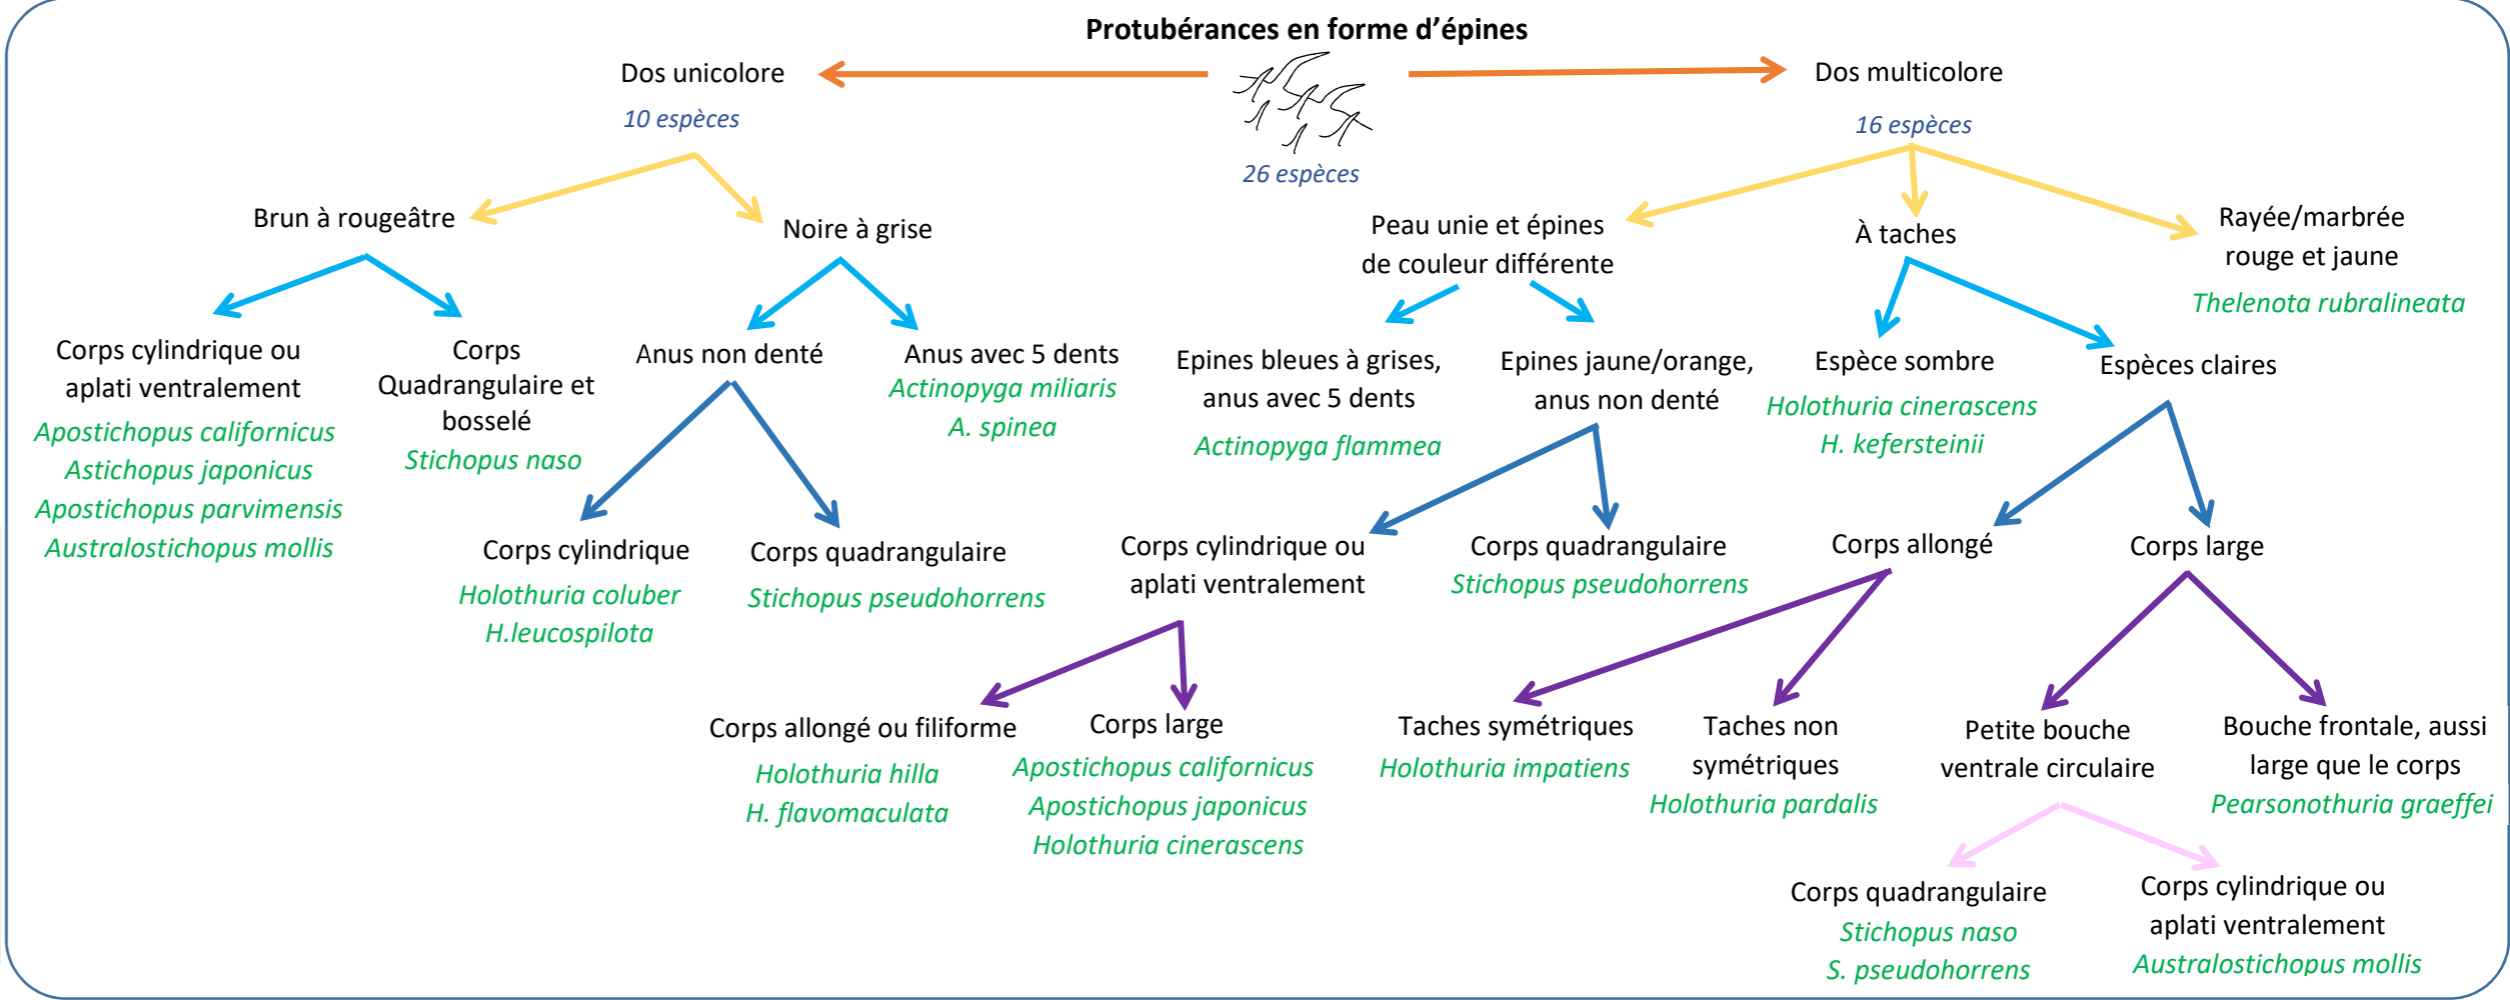 Protubérances en forme d’épines
Dos unicolore
10 espèces
26 espèces
Dos multicolore
16 espèces
Brun à rougeâtre
Noire à grise
Peau unie et épines
de couleur différente
À taches
Rayée/marbrée
rouge et jaune
Thelenota rubralineata
Corps cylindrique ou
aplati ventralement
Apostichopus californicus
Astichopus japonicus
Apostichopus parvimensis
Australostichopus mollis
Corps
Quadrangulaire et
bosselé
Stichopus naso
Anus non denté
Anus avec 5 dents
Actinopyga miliaris
A. spinea
Epines bleues à grises,
anus avec 5 dents
Actinopyga flammea
Epines jaune/orange,
anus non denté
Espèce sombre
Holothuria cinerascens
H. kefersteinii
Espèces claires
Corps cylindrique
Holothuria coluber
H.leucospilota
Corps quadrangulaire
Stichopus pseudohorrens
Corps cylindrique ou
aplati ventralement
Corps quadrangulaire
Stichopus pseudohorrens
Corps allongé
Corps large
Corps allongé ou filiforme
Holothuria hilla
H. flavomaculata
Corps large
Apostichopus californicus
Apostichopus japonicus
Holothuria cinerascens
Taches symétriques
Holothuria impatiens
Taches non
symétriques
Holothuria pardalis
Petite bouche
ventrale circulaire
Bouche frontale, aussi
large que le corps
Pearsonothuria graeffei
Corps quadrangulaire
Stichopus naso
S. pseudohorrens
Corps cylindrique ou
aplati ventralement
Australostichopus mollis